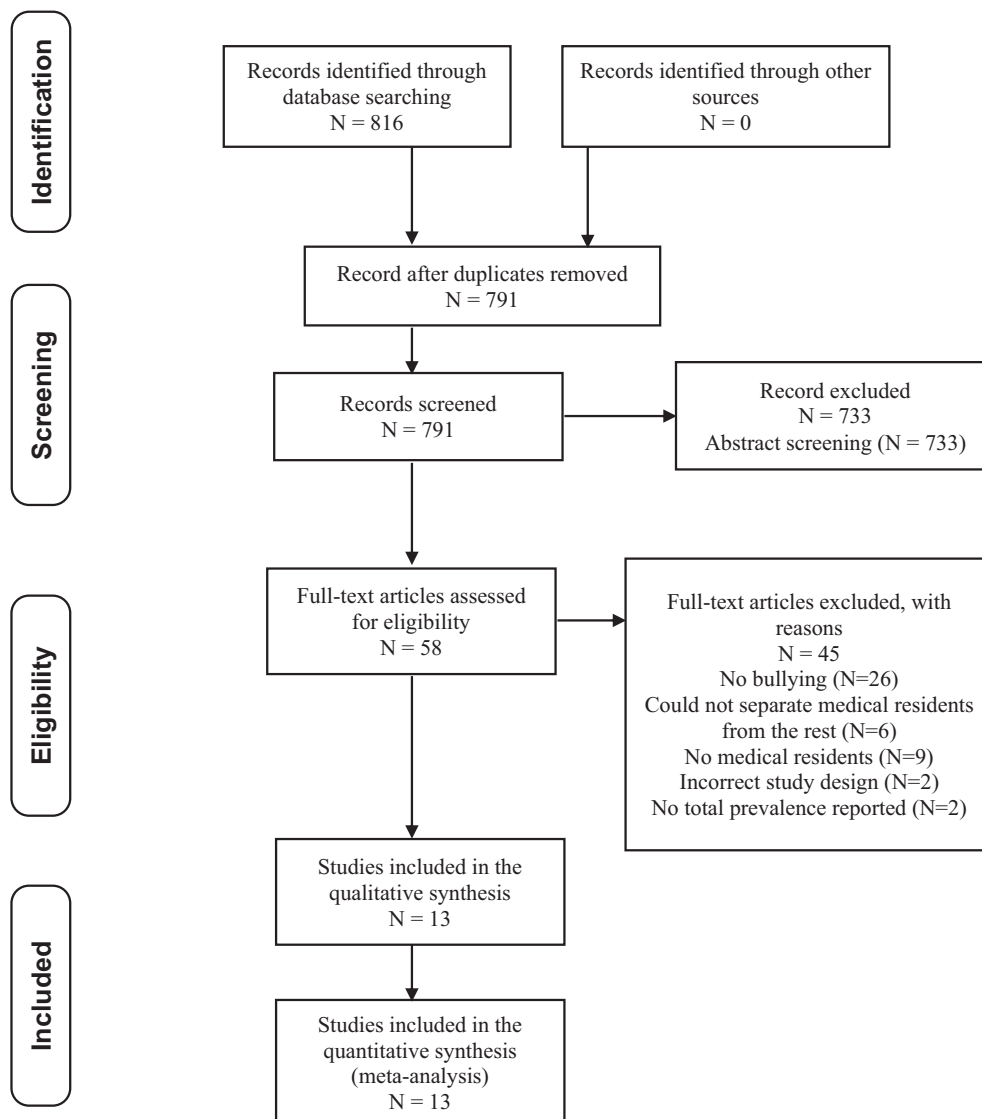 Identification
Records identified through
database searching
N = 816
Records identified through other
sources
N = 0
Record after duplicates removed
N = 791
Screening
Records screened
N = 791
Record excluded
N = 733
Abstract screening (N = 733)
Eligibility
Full-text articles assessed
for eligibility
N = 58
Full-text articles excluded, with
reasons
N = 45
No bullying (N=26)
Could not separate medical residents
from the rest (N=6)
No medical residents (N=9)
Incorrect study design (N=2)
No total prevalence reported (N=2)
Included
Studies included in the
qualitative synthesis
N = 13
Studies included in the
quantitative synthesis
(meta-analysis)
N = 13